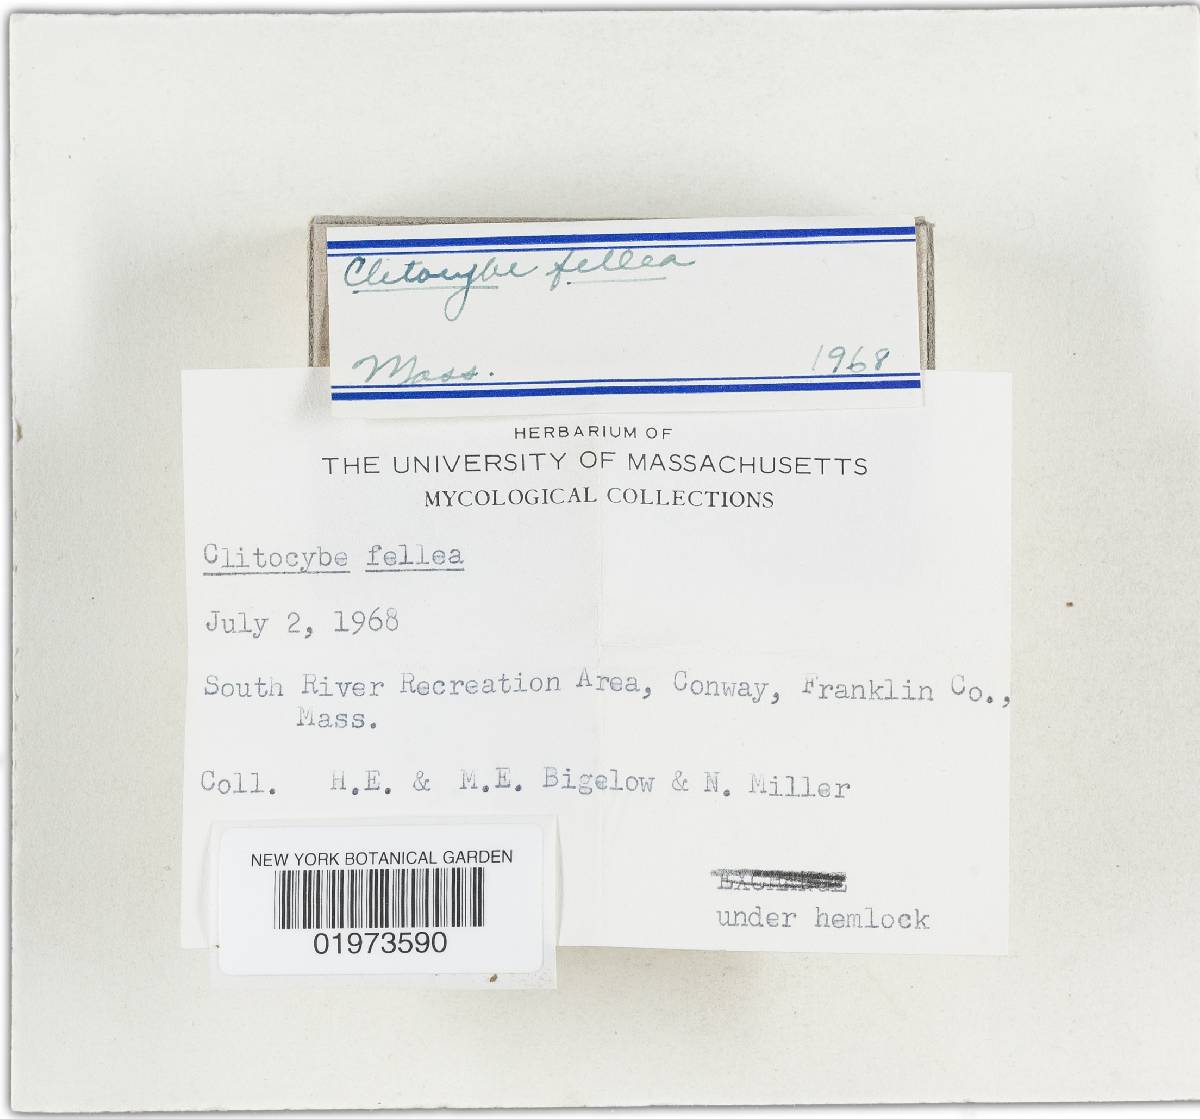 Clitocybe fellea
Mass. 1968
HERBARIUM OF
THE UNIVERSITY OF MASSACHUSETTS
MYCOLOGICAL COLLECTIONS
Clitocybe fellea
July 2, 1968
South River Recreation Area, Conway, Franklin Co.,
Mass.
Coll. H.E. & M.E. Bigelow & N. Miller
EXCHANGE
under hemlock
NEW YORK BOTANICAL GARDEN
01973590